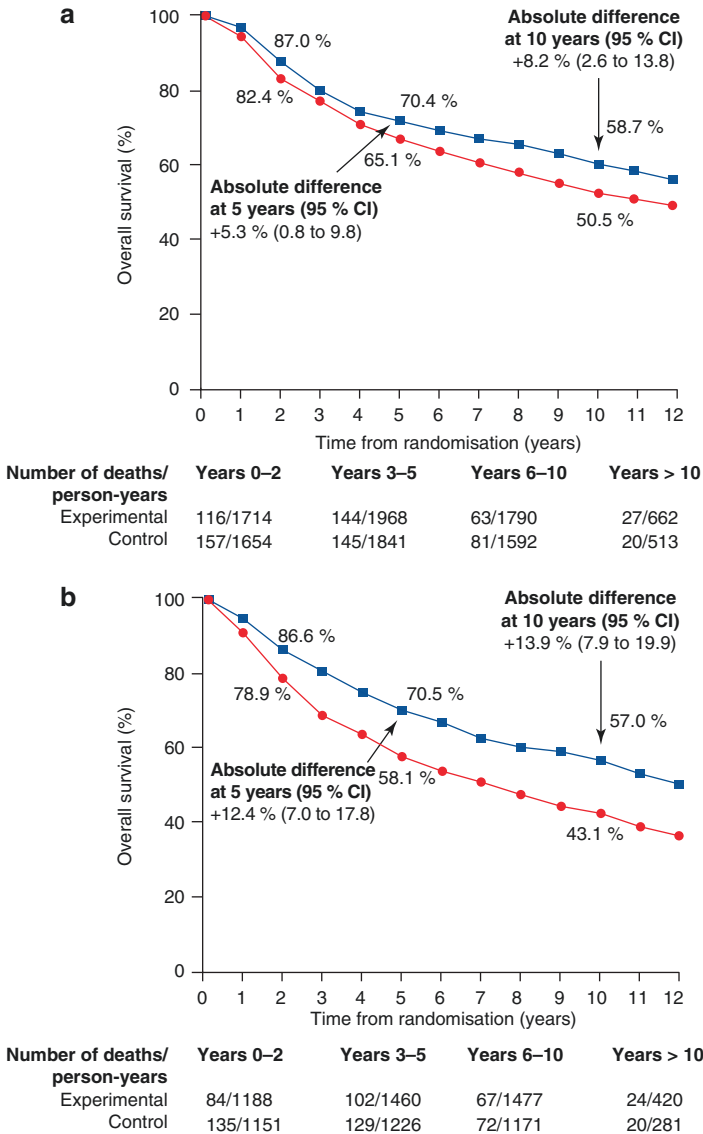 a
Absolute difference
at 10 years (95 % CI)
+8.2 % (2.6 to 13.8)
100
80
60
40
20
0
Overall survival (%)
87.0 %
82.4 %
70.4 %
65.1 %
58.7 %
50.5 %
Absolute difference
at 5 years (95 % CI)
+5.3 % (0.8 to 9.8)
0 1 2 3 4 5 6 7 8 9 10 11 12
Time from randomisation (years)
Number of deaths/ Years 0–2 Years 3–5 Years 6–10 Years > 10
person-years
Experimental 116/1714 144/1968 63/1790 27/662
Control 157/1654 145/1841 81/1592 20/513
b
Absolute difference
at 10 years (95 % CI)
+13.9 % (7.9 to 19.9)
100
80
60
40
20
0
Overall survival (%)
86.6 %
78.9 %
70.5 %
58.1 %
57.0 %
43.1 %
Absolute difference
at 5 years (95 % CI)
+12.4 % (7.0 to 17.8)
0 1 2 3 4 5 6 7 8 9 10 11 12
Time from randomisation (years)
Number of deaths/ Years 0–2 Years 3–5 Years 6–10 Years > 10
person-years
Experimental 84/1188 102/1460 67/1477 24/420
Control 135/1151 129/1226 72/1171 20/281